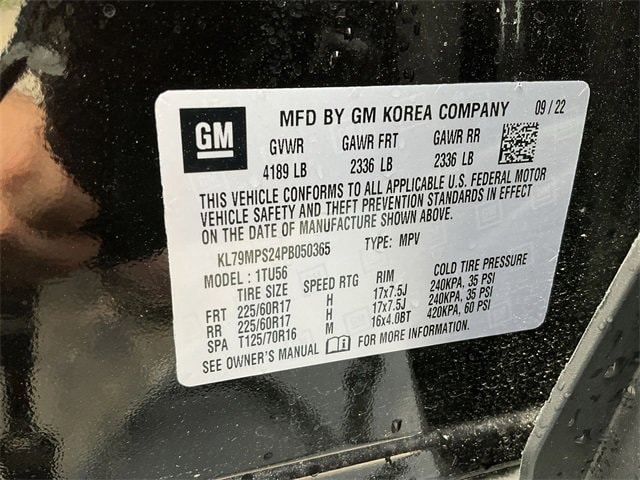 GM
MFD BY GM KOREA COMPANY 09 / 22
GVWR GAWR FRT GAWR RR
4189 LB 2336 LB 2336 LB
THIS VEHICLE CONFORMS TO ALL APPLICABLE U.S. FEDERAL MOTOR
VEHICLE SAFETY AND THEFT PREVENTION STANDARDS IN EFFECT
ON THE DATE OF MANUFACTURE SHOWN ABOVE.
KL79MPS24PB050365 TYPE: MPV
MODEL : 1TU56
TIRE SIZE SPEED RTG RIM COLD TIRE PRESSURE
FRT 225/60R17 H 17x7.5J 240KPA, 35 PSI
RR 225/60R17 H 17x7.5J 240KPA, 35 PSI
SPA T125/70R16 M 16x4.0BT 420KPA, 60 PSI
SEE OWNER'S MANUAL FOR MORE INFORMATION.